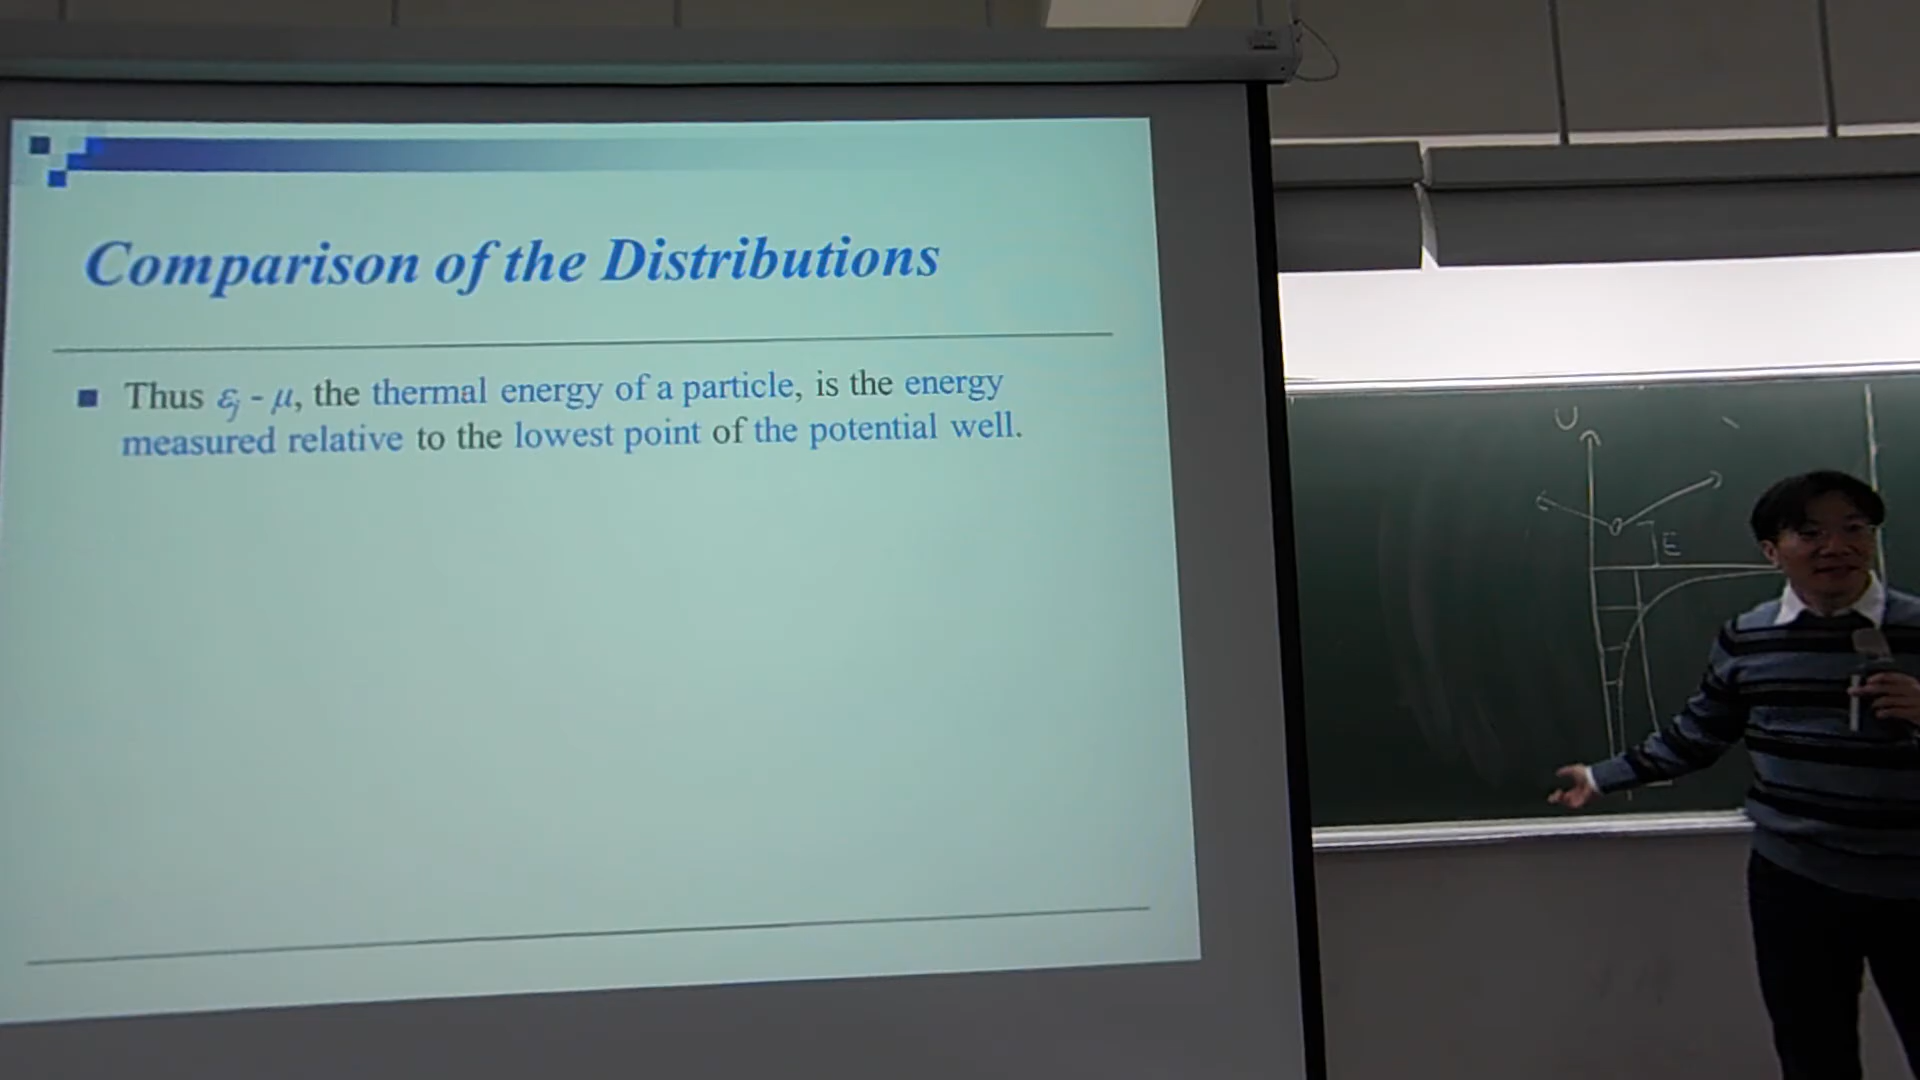 Comparison of the Distributions
Thus εj - μ, the thermal energy of a particle, is the energy
measured relative to the lowest point of the potential well.
U
E